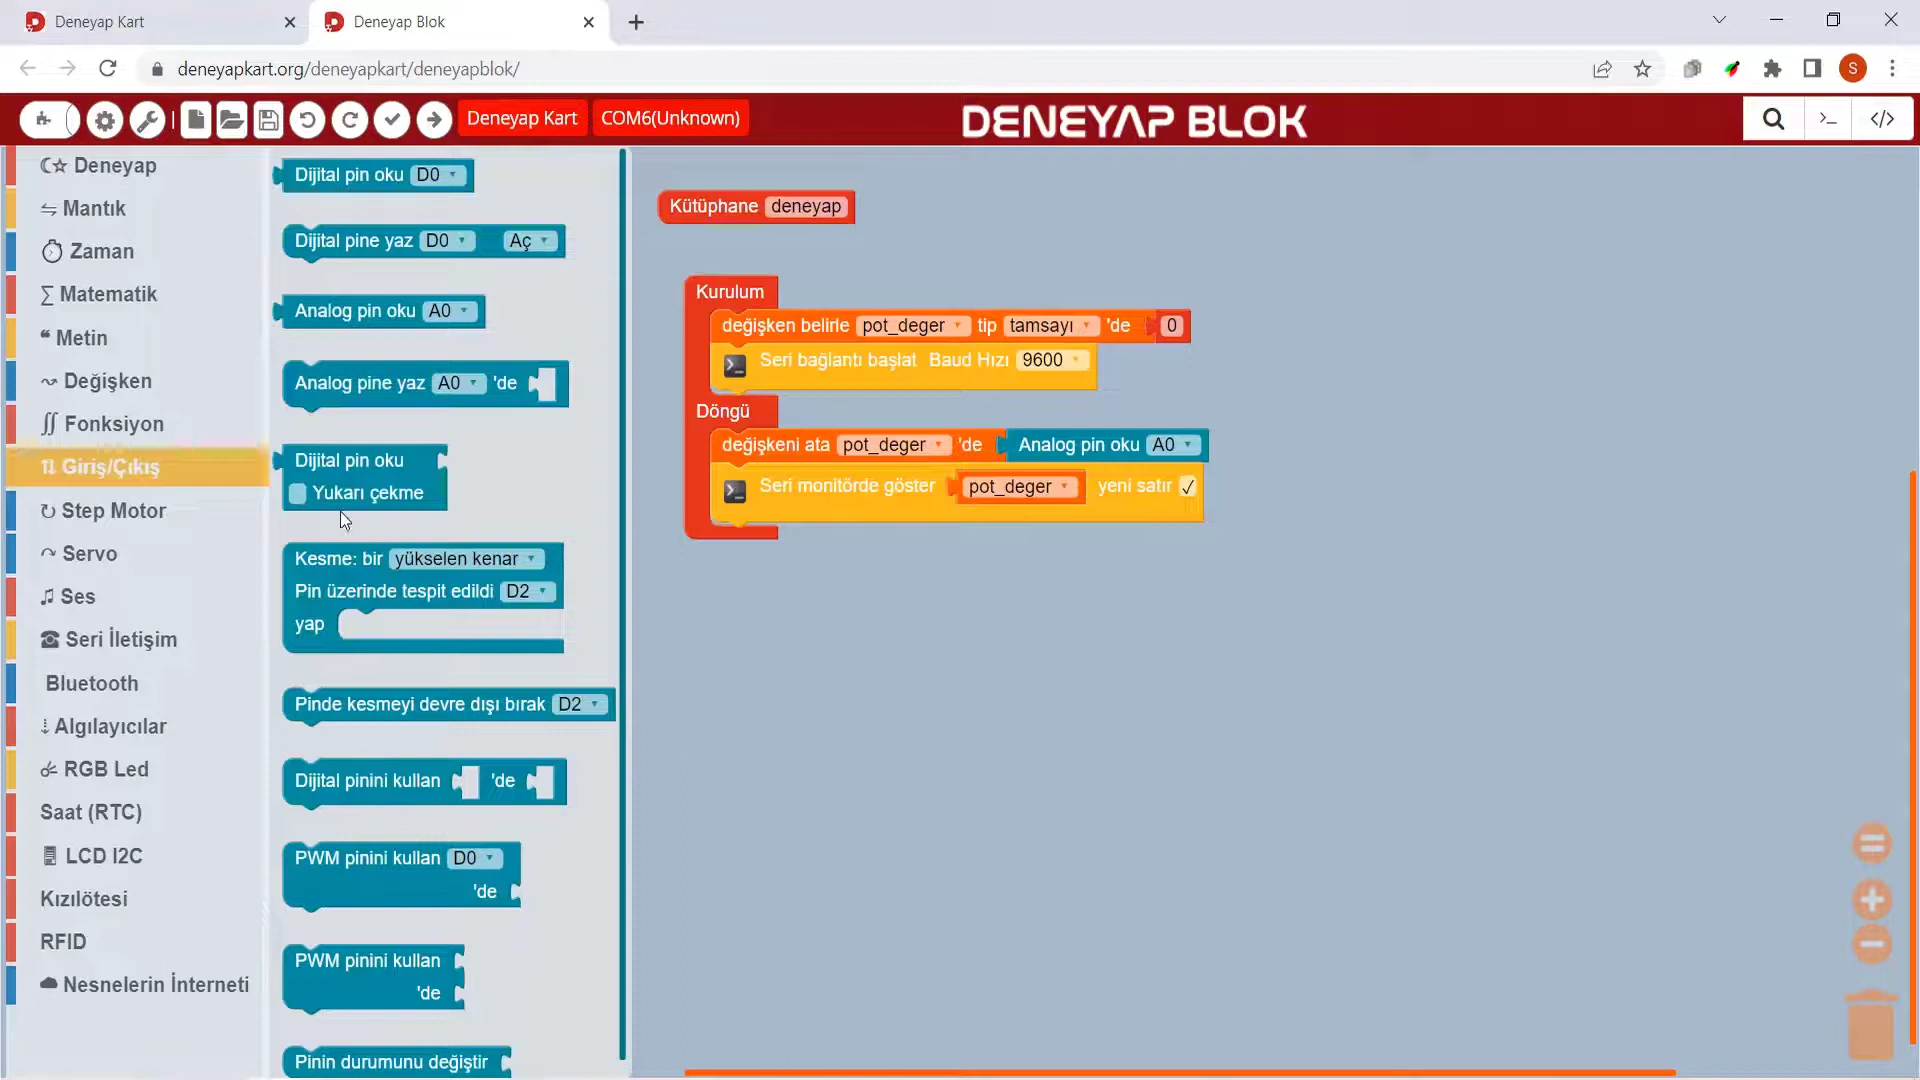 Deneyap Kart
Deneyap Blok
deneyapkart.org/deneyapkart/deneyapblok/
S
Deneyap Kart
COM6(Unknown)
DENEYAP BLOK
Deneyap
Mantık
Zaman
Matematik
Metin
Değişken
Fonksiyon
Giriş/Çıkış
Step Motor
Servo
Ses
Seri İletişim
Bluetooth
Algılayıcılar
RGB Led
Saat (RTC)
LCD I2C
Kızılötesi
RFID
Nesnelerin İnterneti
Dijital pin oku D0
Dijital pine yaz D0 Aç
Analog pin oku A0
Analog pine yaz A0 'de
Dijital pin oku
Yukarı çekme
Kesme: bir yükselen kenar
Pin üzerinde tespit edildi D2
yap
Pinde kesmeyi devre dışı bırak D2
Dijital pinini kullan 'de
PWM pinini kullan D0
'de
PWM pinini kullan
'de
Pinin durumunu değiştir
Kütüphane deneyap
Kurulum
değişken belirle pot_deger tip tamsayı 'de 0
Seri bağlantı başlat Baud Hızı 9600
Döngü
değişkeni ata pot_deger 'de Analog pin oku A0
Seri monitörde göster pot_deger yeni satır